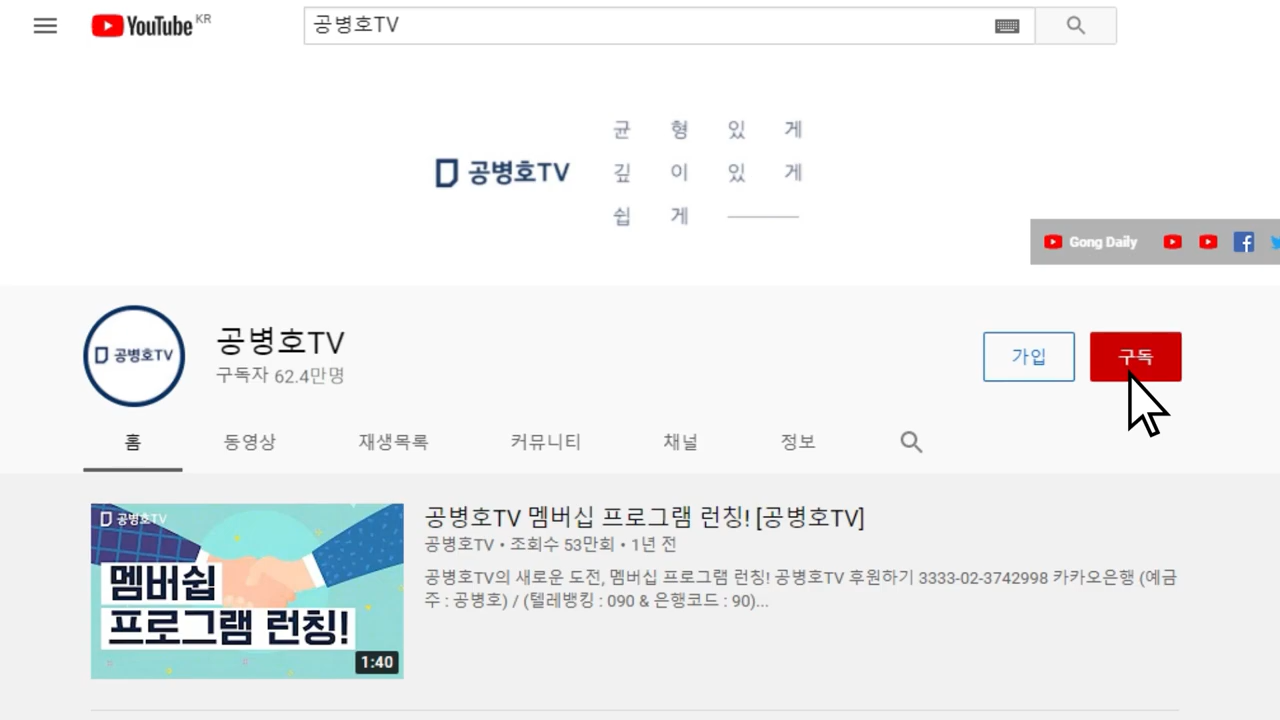 YouTube KR
공병호TV
균 형 있 게
깊 이 있 게
쉽 게
공병호TV
Gong Daily
공병호TV
공병호TV
구독자 62.4만명
가입
구독
홈 동영상 재생목록 커뮤니티 채널 정보
공병호TV
멤버쉽
프로그램 런칭!
1:40
공병호TV 멤버십 프로그램 런칭! [공병호TV]
공병호TV • 조회수 53만회 • 1년 전
공병호TV의 새로운 도전, 멤버십 프로그램 런칭! 공병호TV 후원하기 3333-02-3742998 카카오은행 (예금
주 : 공병호) / (텔레뱅킹 : 090 & 은행코드 : 90)...